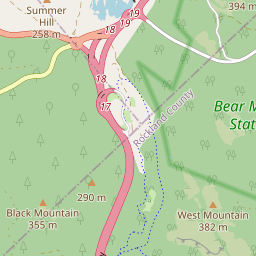 Summer
Hill
258 m
394 m
19
19
18
18
17
Rockland County
Bear M
Stat
290 m
Black Mountain
355 m
West Mountain
382 m